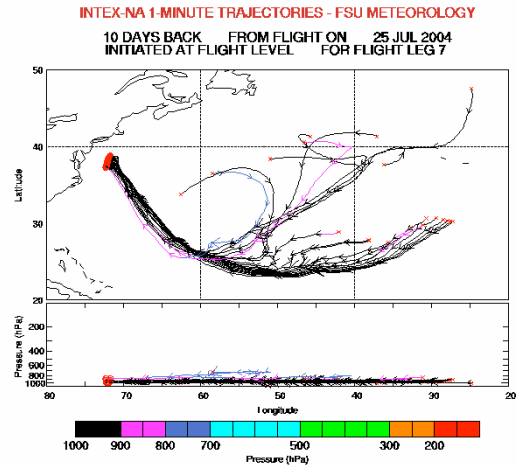 INTEX-NA 1-MINUTE TRAJECTORIES - FSU METEOROLOGY
10 DAYS BACK FROM FLIGHT ON 25 JUL 2004
INITIATED AT FLIGHT LEVEL FOR FLIGHT LEG 7
50
40
30
20
Latitude
200
400
600
800
1000
Pressure (hPa)
80 70 60 50 40 30 20
Longitude
1000 900 800 700 500 300 200
Pressure (hPa)